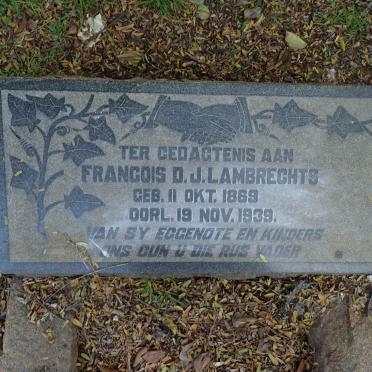 TER GEDAGTENIS AAN
FRANCOIS D.J. LAMBRECHTS
GEB. 11 OKT. 1869
OORL. 19 NOV. 1939.
VAN SY EGGENOTE EN KINDERS
ONS GUN U DIE RUS VADER